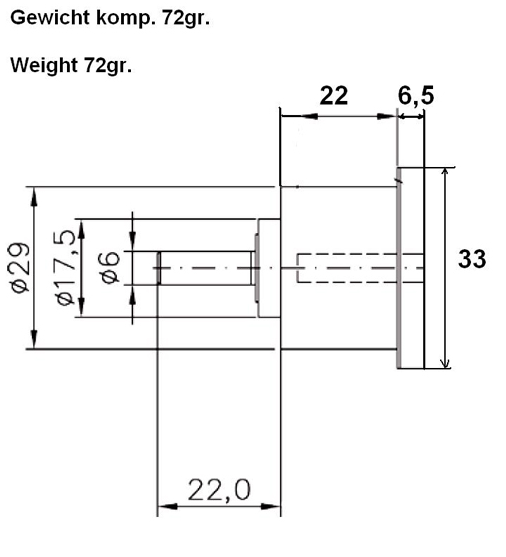 Gewicht komp. 72gr.
Weight 72gr.
22 6,5
ø29
ø17,5
ø6
33
22,0